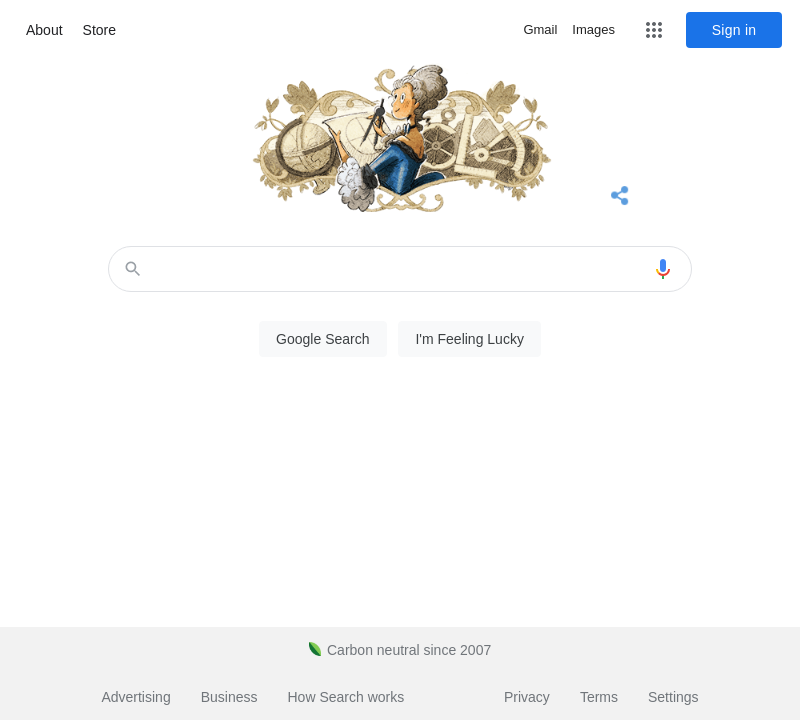 About Store Gmail Images Sign in
Google Search I'm Feeling Lucky
Carbon neutral since 2007
Advertising Business How Search works Privacy Terms Settings